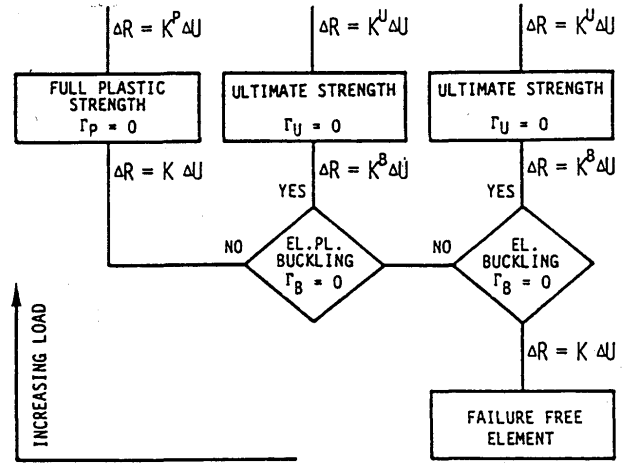 ΔR = K^P ΔU
ΔR = K^U ΔU
ΔR = K^U ΔU
FULL PLASTIC
STRENGTH
Γ_P = 0
ULTIMATE STRENGTH
Γ_U = 0
ULTIMATE STRENGTH
Γ_U = 0
ΔR = K ΔU
ΔR = K^B ΔU
ΔR = K^B ΔU
YES
YES
NO
EL.PL.
BUCKLING
Γ_B = 0
NO
EL.
BUCKLING
Γ_B = 0
INCREASING LOAD
ΔR = K ΔU
FAILURE FREE
ELEMENT